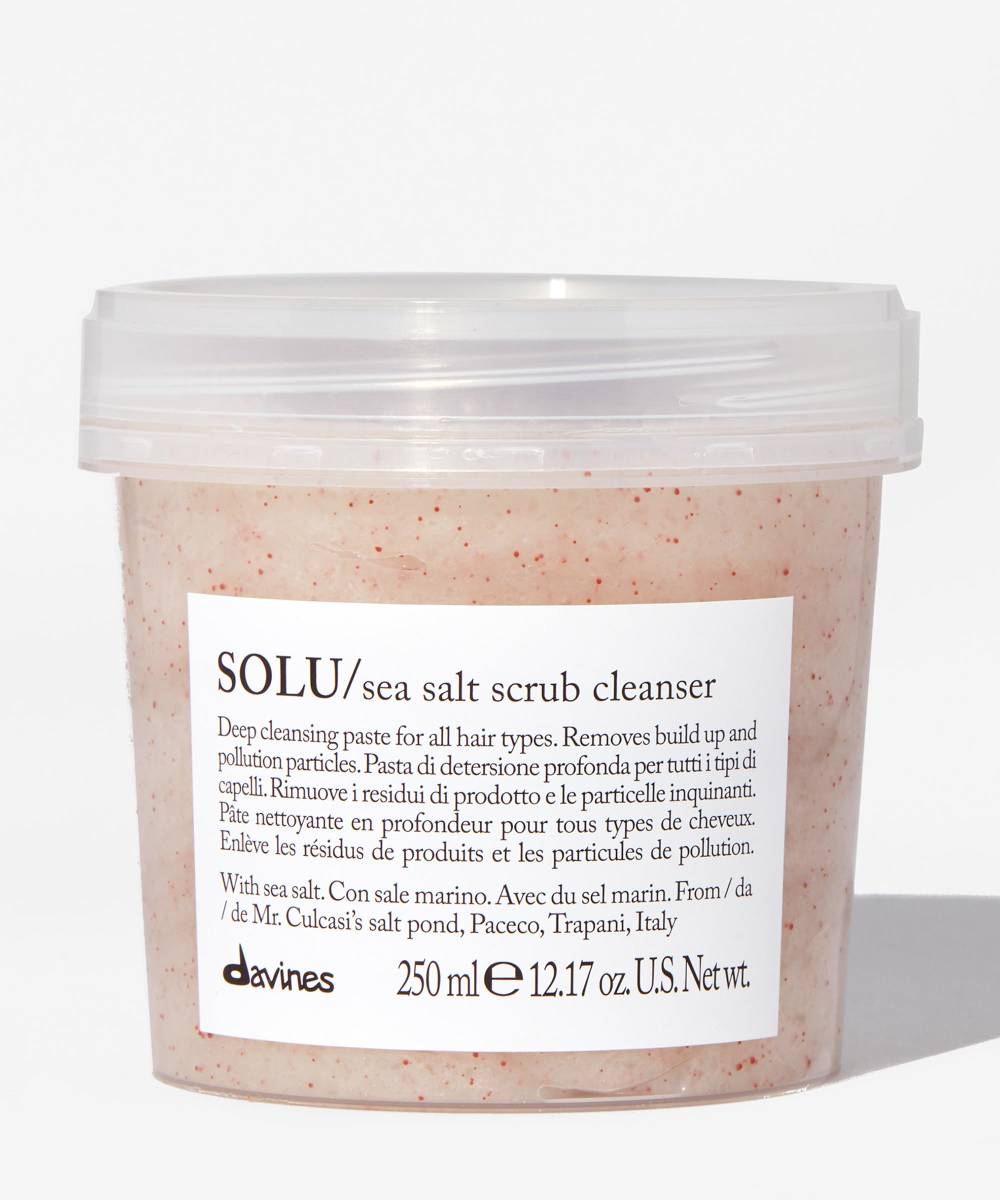 SOLU/sea salt scrub cleanser
Deep cleansing paste for all hair types. Removes build up and
pollution particles. Pasta di detersione profonda per tutti i tipi di
capelli. Rimuove i residui di prodotto e le particelle inquinanti.
Pâte nettoyante en profondeur pour tous types de cheveux.
Enlève les résidus de produits et les particules de pollution.
With sea salt. Con sale marino. Avec du sel marin. From / da
/ de Mr. Culcasi's salt pond, Paceco, Trapani, Italy
davines 250 ml ℮ 12.17 oz. U.S. Net wt.